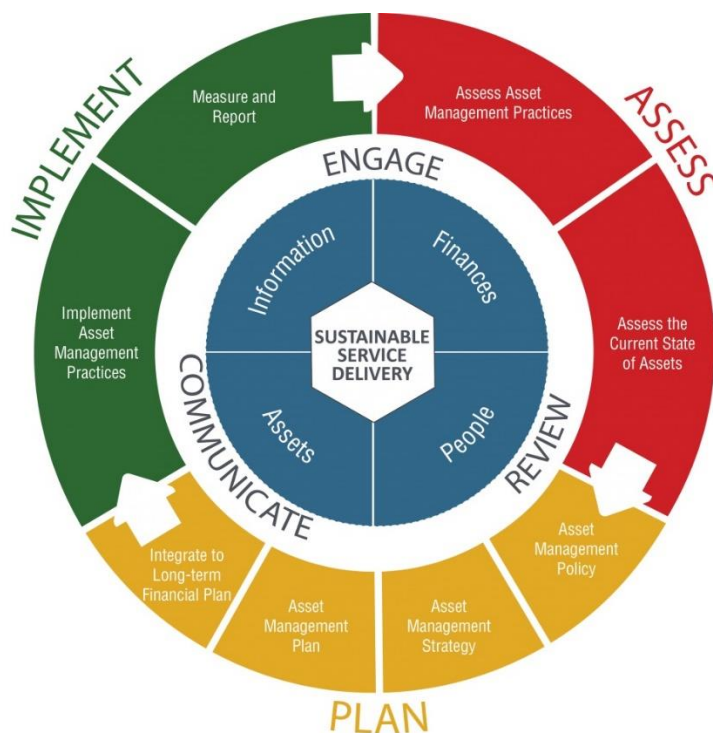 IMPLEMENT
Measure and
Report
Assess Asset
Management Practices
ASSESS
ENGAGE
Information
Finances
Implement
Asset
Management
Practices
SUSTAINABLE
SERVICE
DELIVERY
Assess the
Current State
of Assets
COMMUNICATE
Assets
People
REVIEW
Integrate to
Long-term
Financial Plan
Asset
Management
Plan
Asset
Management
Strategy
Asset
Management
Policy
PLAN